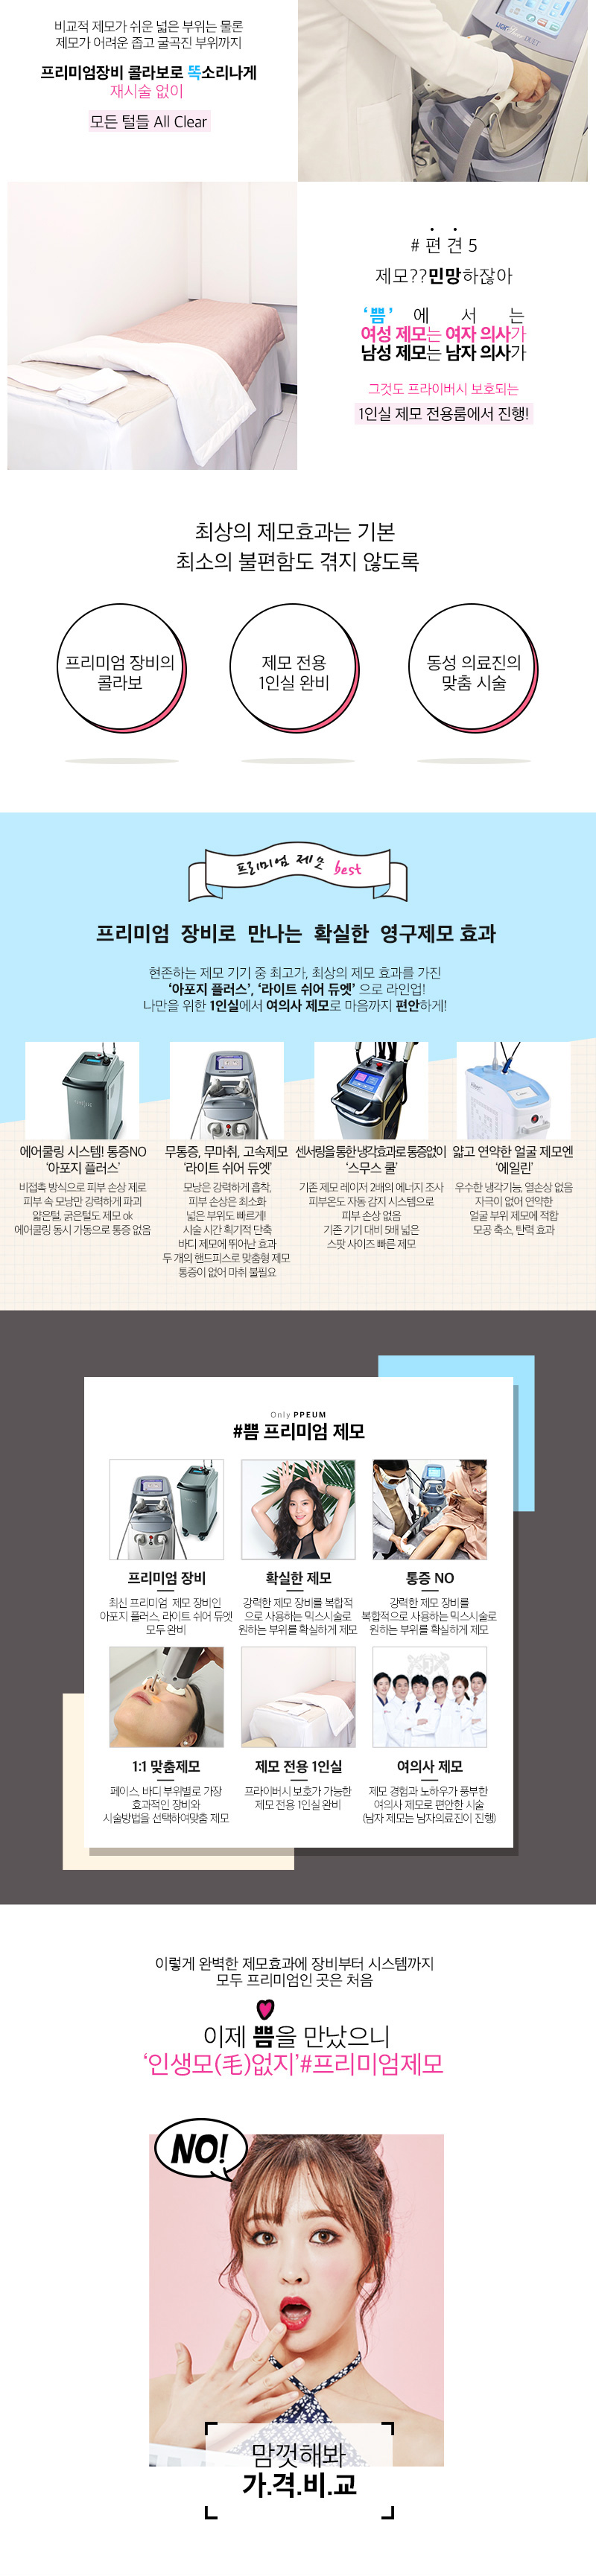 비교적 제모가 쉬운 넓은 부위는 물론
제모가 어려운 좁고 굴곡진 부위까지
프리미엄장비 콜라보로 똑소리나게
재시술 없이
모든 털들 All Clear
# 편 견 5
제모??민망하잖아
‘쁨’ 에 서 는
여성 제모는 여자 의사가
남성 제모는 남자 의사가
그것도 프라이버시 보호되는
1인실 제모 전용룸에서 진행!
최상의 제모효과는 기본
최소의 불편함도 겪지 않도록
프리미엄 장비의
콜라보
제모 전용
1인실 완비
동성 의료진의
맞춤 시술
프리미엄 제모 best
프리미엄 장비로 만나는 확실한 영구제모 효과
현존하는 제모 기기 중 최고가, 최상의 제모 효과를 가진
‘아포지 플러스’, ‘라이트 쉬어 듀엣’ 으로 라인업!
나만을 위한 1인실에서 여의사 제모로 마음까지 편안하게!
에어쿨링 시스템! 통증NO
‘아포지 플러스’
비접촉 방식으로 피부 손상 제로
피부 속 모낭만 강력하게 파괴
얇은털, 굵은털도 제모 ok
에어쿨링 동시 가동으로 통증 없음
무통증, 무마취, 고속제모
‘라이트 쉬어 듀엣’
모낭은 강력하게 흡착,
피부 손상은 최소화
넓은 부위도 빠르게!
시술 시간 획기적 단축
바디 제모에 뛰어난 효과
두 개의 핸드피스로 맞춤형 제모
통증이 없어 마취 불필요
센서링을 통한 냉각효과로 통증없이
‘스무스 쿨’
기존 제모 레이저 2배의 에너지 조사
피부온도 자동 감지 시스템으로
피부 손상 없음
기존 기기 대비 5배 넓은
스팟 사이즈 빠른 제모
얇고 연약한 얼굴 제모엔
‘에일린’
우수한 냉각기능, 열손상 없음
자극이 없어 연약한
얼굴 부위 제모에 적합
모공 축소, 탄력 효과
Only PPEUM
#쁨 프리미엄 제모
프리미엄 장비
최신 프리미엄 제모 장비인
아포지 플러스, 라이트 쉬어 듀엣
모두 완비
확실한 제모
강력한 제모 장비를 복합적
으로 사용하는 믹스시술로
원하는 부위를 확실하게 제모
통증 NO
강력한 제모 장비를
복합적으로 사용하는 믹스시술로
원하는 부위를 확실하게 제모
1:1 맞춤제모
페이스, 바디 부위별로 가장
효과적인 장비와
시술방법을 선택하여맞춤 제모
제모 전용 1인실
프라이버시 보호가 가능한
제모 전용 1인실 완비
여의사 제모
제모 경험과 노하우가 풍부한
여의사 제모로 편안한 시술
(남자 제모는 남자의료진이 진행)
이렇게 완벽한 제모효과에 장비부터 시스템까지
모두 프리미엄인 곳은 처음
이제 쁨을 만났으니
‘인생모(毛)없지’#프리미엄제모
NO!
맘껏해봐
가.격.비.교